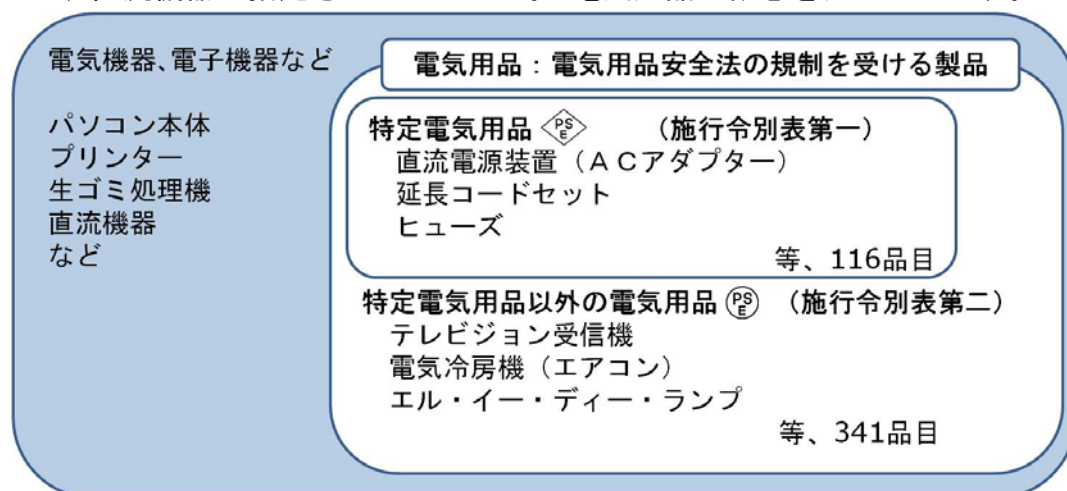 電気機器、電子機器など
パソコン本体
プリンター
生ゴミ処理機
直流機器
など
電気用品：電気用品安全法の規制を受ける製品
特定電気用品 PSE （施行令別表第一）
直流電源装置（ＡＣアダプター）
延長コードセット
ヒューズ
等、116品目
特定電気用品以外の電気用品 PSE （施行令別表第二）
テレビジョン受信機
電気冷房機（エアコン）
エル・イー・ディー・ランプ
等、341品目